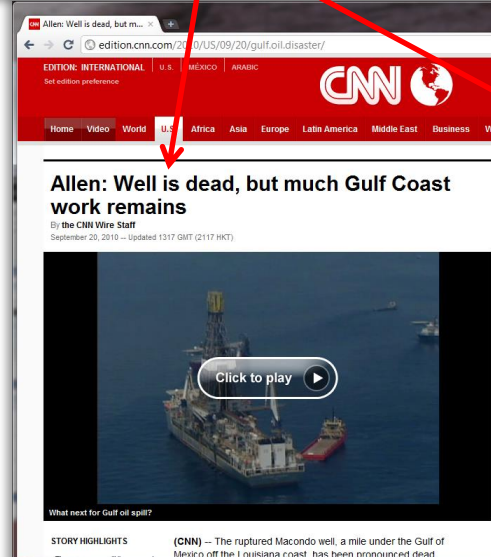 Allen: Well is dead, but m...
edition.cnn.com/2010/US/09/20/gulf.oil.disaster/
EDITION: INTERNATIONAL U.S. MÉXICO ARABIC
Set edition preference
CNN
Home Video World U.S. Africa Asia Europe Latin America Middle East Business
Allen: Well is dead, but much Gulf Coast
work remains
By the CNN Wire Staff
September 20, 2010 -- Updated 1317 GMT (2117 HKT)
Click to play
What next for Gulf oil spill?
STORY HIGHLIGHTS
(CNN) -- The ruptured Macondo well, a mile under the Gulf of
Mexico off the Louisiana coast, has been pronounced dead